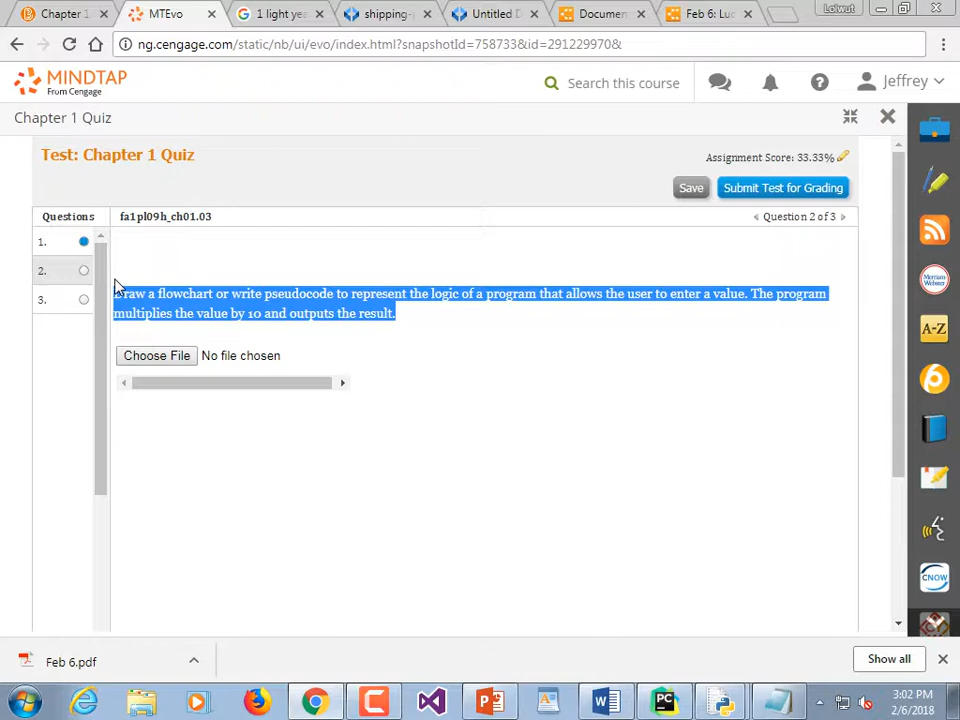 Chapter 1
MTEvo
1 light yea
shipping-
Untitled D
Documen
Feb 6: Luc
Lolwut
ng.cengage.com/static/nb/ui/evo/index.html?snapshotId=758733&id=291229970&
MINDTAP
From Cengage
Search this course
Jeffrey
Chapter 1 Quiz
Test: Chapter 1 Quiz
Assignment Score: 33.33%
Save
Submit Test for Grading
Questions
fa1pl09h_ch01.03
Question 2 of 3
1.
2.
3.
Draw a flowchart or write pseudocode to represent the logic of a program that allows the user to enter a value. The program
multiplies the value by 10 and outputs the result.
Choose File No file chosen
Merriam
Webster
A-Z
CNOW
Feb 6.pdf
Show all
3:02 PM
2/6/2018